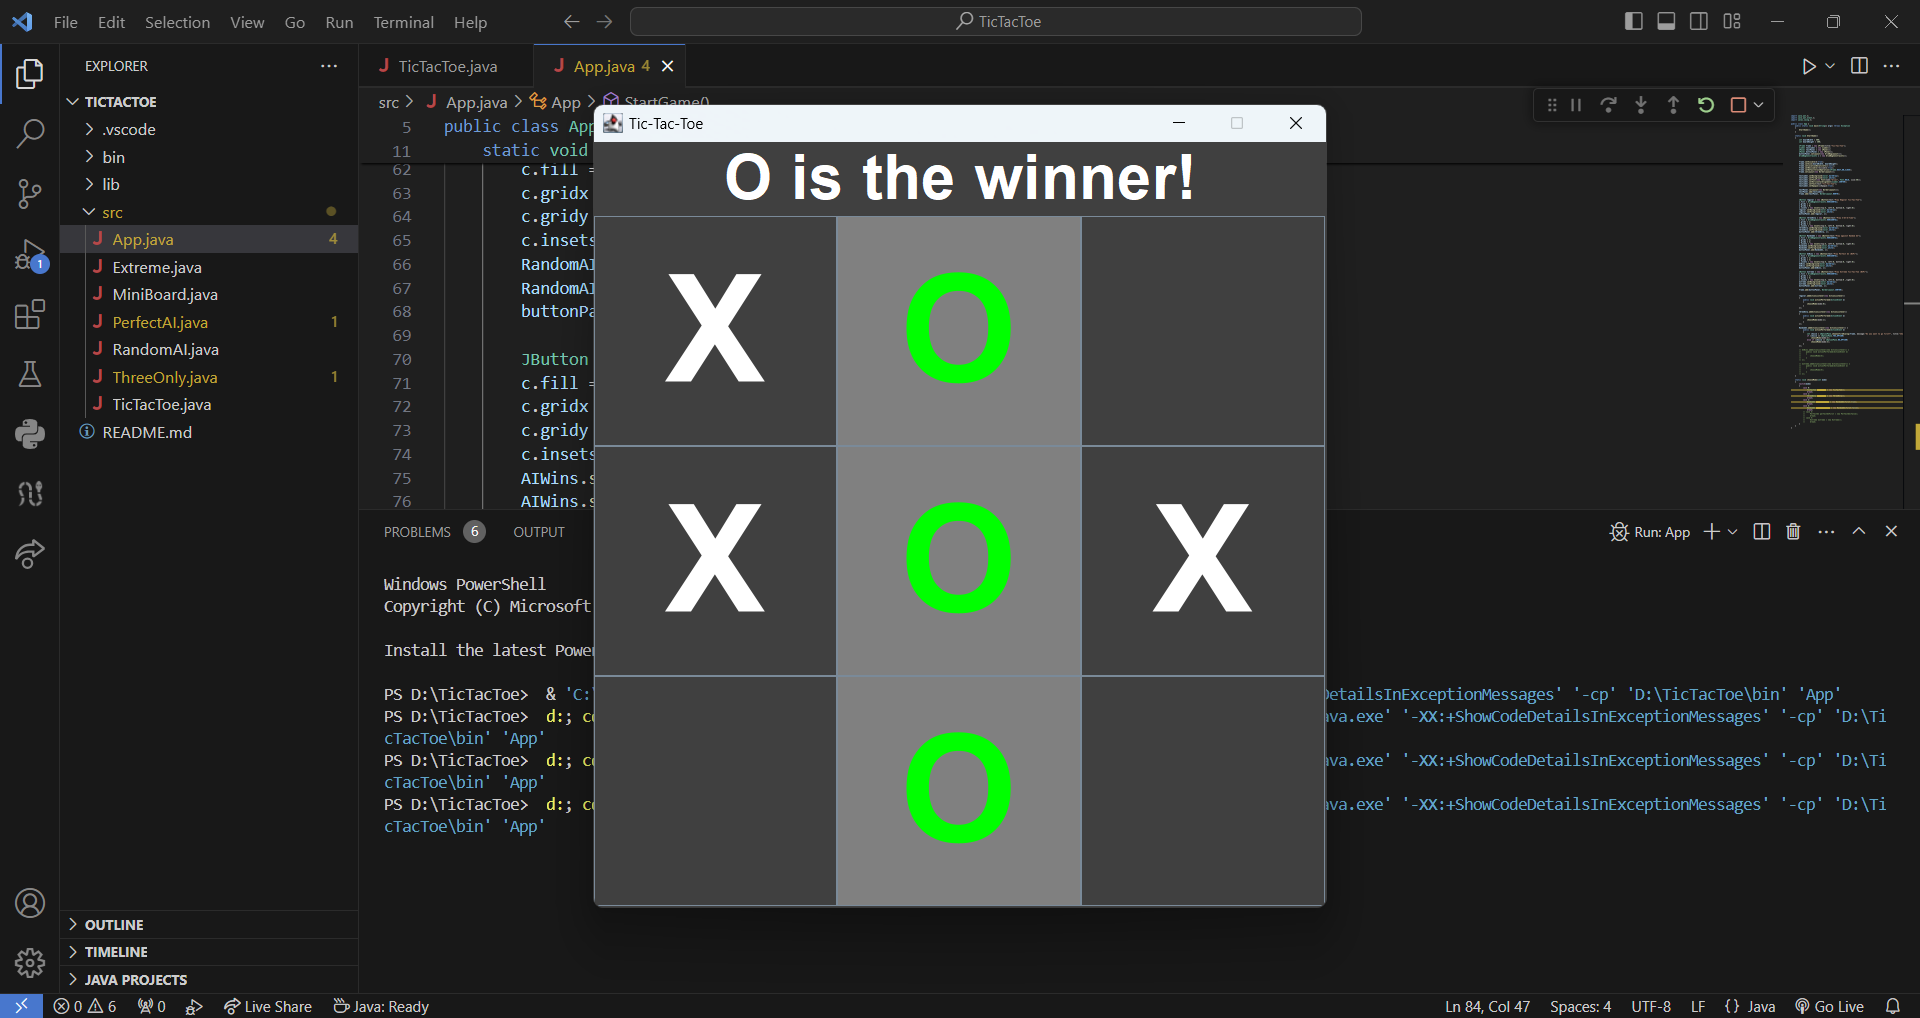 File Edit Selection View Go Run Terminal Help
TicTacToe
EXPLORER
TICTACTOE
.vscode
bin
lib
src
App.java 4
Extreme.java
MiniBoard.java
PerfectAI.java 1
RandomAI.java
ThreeOnly.java 1
TicTacToe.java
README.md
OUTLINE
TIMELINE
JAVA PROJECTS
1
TicTacToe.java
App.java 4
src > App.java > App > StartGame()
5 public class App
11 static void
62 c.fill =
63 c.gridx
64 c.gridy
65 c.insets
66 RandomAI
67 RandomAI
68 buttonPa
69
70 JButton
71 c.fill =
72 c.gridx
73 c.gridy
74 c.insets
75 AIWins.s
76 AIWins.s
Tic-Tac-Toe
O is the winner!
X O
X O X
O
PROBLEMS 6 OUTPUT
Run: App
Windows PowerShell
Copyright (C) Microsoft
Install the latest Power
PS D:\TicTacToe> & 'C:\ DetailsInExceptionMessages' '-cp' 'D:\TicTacToe\bin' 'App'
PS D:\TicTacToe> d:; cd ava.exe' '-XX:+ShowCodeDetailsInExceptionMessages' '-cp' 'D:\Ti
cTacToe\bin' 'App'
PS D:\TicTacToe> d:; cd ava.exe' '-XX:+ShowCodeDetailsInExceptionMessages' '-cp' 'D:\Ti
cTacToe\bin' 'App'
PS D:\TicTacToe> d:; cd ava.exe' '-XX:+ShowCodeDetailsInExceptionMessages' '-cp' 'D:\Ti
cTacToe\bin' 'App'
0 6 0 Live Share Java: Ready
Ln 84, Col 47 Spaces: 4 UTF-8 LF {} Java Go Live